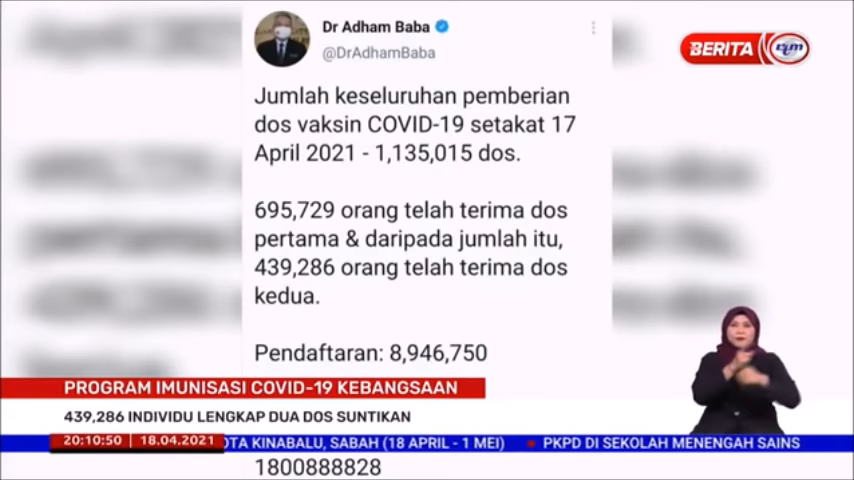 Dr Adham Baba
@DrAdhamBaba
BERITA rtm
Jumlah keseluruhan pemberian
dos vaksin COVID-19 setakat 17
April 2021 - 1,135,015 dos.
695,729 orang telah terima dos
pertama & daripada jumlah itu,
439,286 orang telah terima dos
kedua.
Pendaftaran: 8,946,750
PROGRAM IMUNISASI COVID-19 KEBANGSAAN
439,286 INDIVIDU LENGKAP DUA DOS SUNTIKAN
20:10:50 18.04.2021 OTA KINABALU, SABAH (18 APRIL - 1 MEI) • PKPD DI SEKOLAH MENENGAH SAINS
1800888828